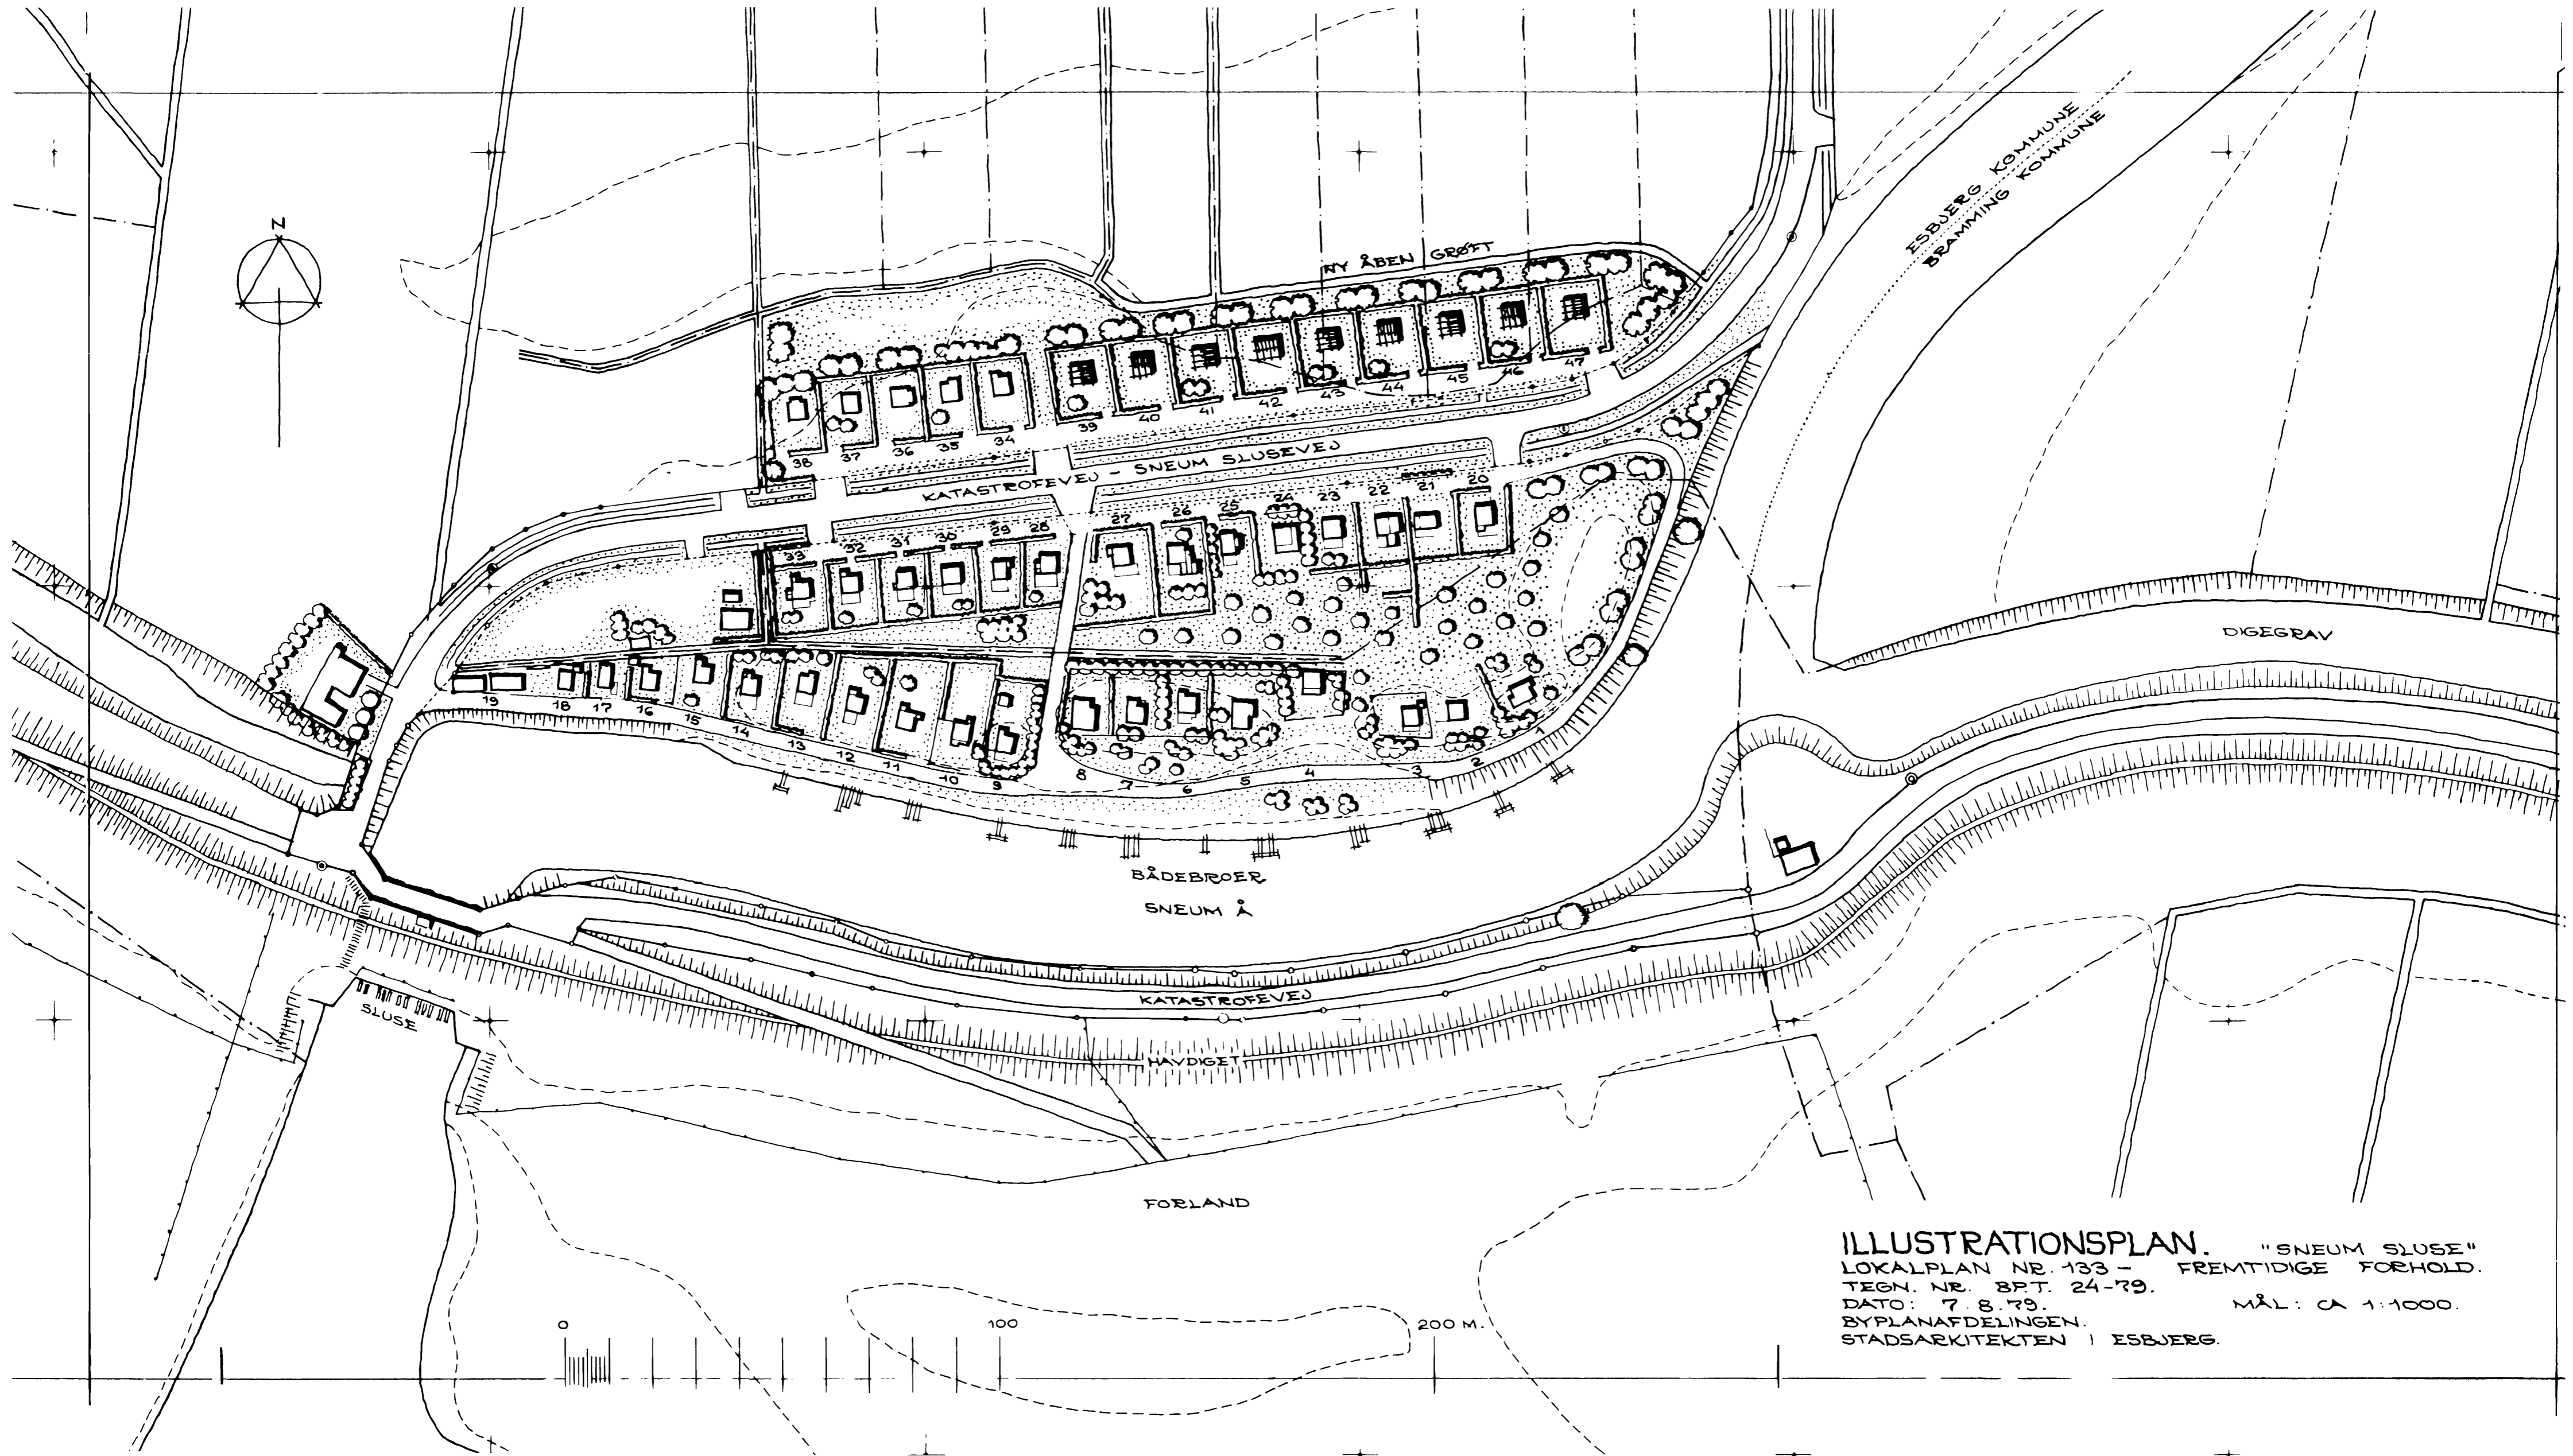 ESBJERG KOMMUNE
BRAMMING KOMMUNE
N
NY ÅBEN GRØFT
47
46
45
44
43
42
41
40
39
34
35
36
37
38
KATASTROFEVEJ - SNEUM SLUSEVEJ
20
21
22
23
24
25
26
27
28
29
30
31
32
33
DIGEGRAV
19
18
17
16
15
14
13
12
11
10
9
8
7
6
5
4
3
2
1
BÅDEBROER
SNEUM Å
KATASTROFEVEJ
SLUSE
HAVDIGET
FORLAND
ILLUSTRATIONSPLAN. "SNEUM SLUSE"
LOKALPLAN NR. 133 - FREMTIDIGE FORHOLD.
TEGN. NR. BP.T. 24-79.
DATO: 7.8.79. MÅL: CA 1:1000.
BYPLANAFDELINGEN.
STADSARKITEKTEN I ESBJERG.
0 100 200 M.